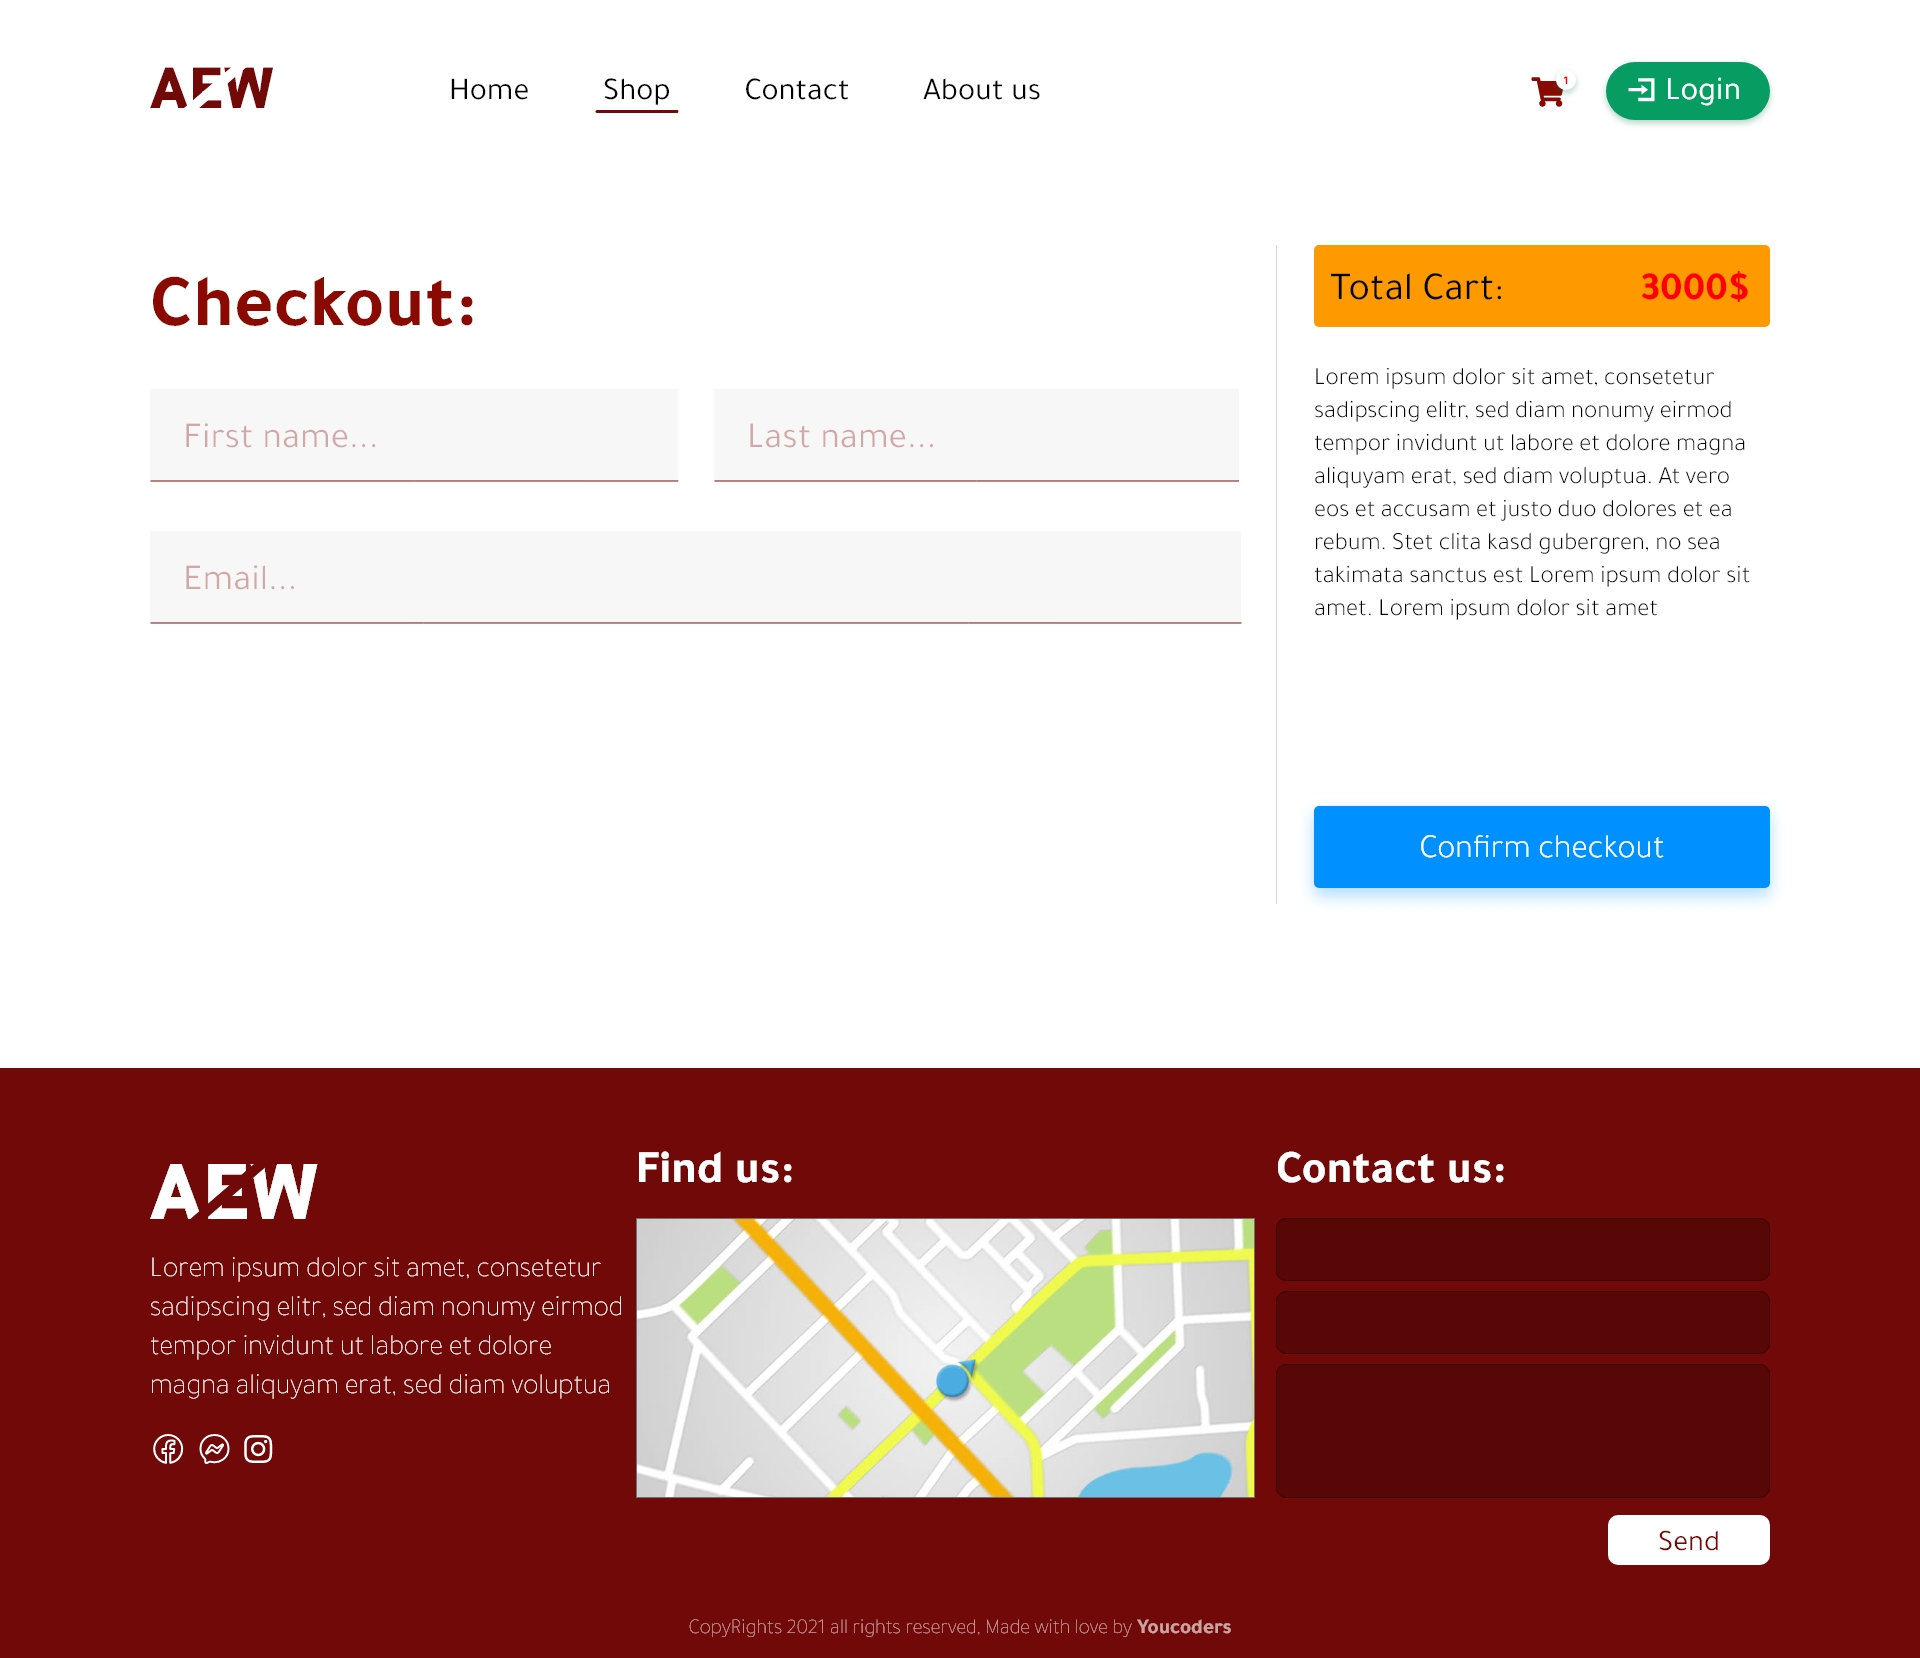 AEW
Home
Shop
Contact
About us
1
Login
Checkout:
First name...
Last name...
Email...
Total Cart:
3000$
Lorem ipsum dolor sit amet, consetetur
sadipscing elitr, sed diam nonumy eirmod
tempor invidunt ut labore et dolore magna
aliquyam erat, sed diam voluptua. At vero
eos et accusam et justo duo dolores et ea
rebum. Stet clita kasd gubergren, no sea
takimata sanctus est Lorem ipsum dolor sit
amet. Lorem ipsum dolor sit amet
Confirm checkout
AEW
Lorem ipsum dolor sit amet, consetetur
sadipscing elitr, sed diam nonumy eirmod
tempor invidunt ut labore et dolore
magna aliquyam erat, sed diam voluptua
Find us:
Contact us:
Send
CopyRights 2021 all rights reserved, Made with love by Youcoders